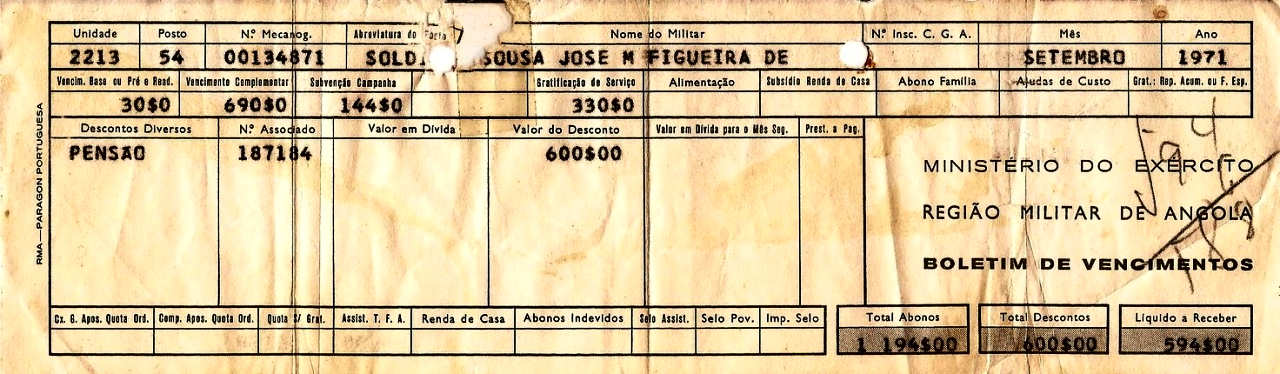 Unidade Posto N.º Mecanog. Abreviatura do Posto Nome do Militar N.º Insc. C. G. A. Mês Ano
2213 54 00134871 SOLD SOUSA JOSE M FIGUEIRA DE SETEMBRO 1971
Vencim. Base ou Pré e Read. Vencimento Complementar Subvenção Campanha Gratificação de Serviço Alimentação Subsídio Renda de Casa Abono Família Ajudas de Custo Grat.: Rep. Acum. ou F. Esp.
30$0 690$0 144$0 330$0
Descontos Diversos N.º Associado Valor em Dívida Valor do Desconto Valor em Dívida para o Mês Seg. Prest. a Pag.
PENSAO 187184 600$00
MINISTÉRIO DO EXÉRCITO
REGIÃO MILITAR DE ANGOLA
BOLETIM DE VENCIMENTOS
RMA — PARAGON PORTUGUESA
Cx. G. Apos. Quota Ord. Comp. Apos. Quota Ord. Quota S/ Grat. Assist. T. F. A. Renda de Casa Abonos Indevidos Selo Assist. Selo Pov. Imp. Selo Total Abonos Total Descontos Líquido a Receber
1 194$00 600$00 594$00